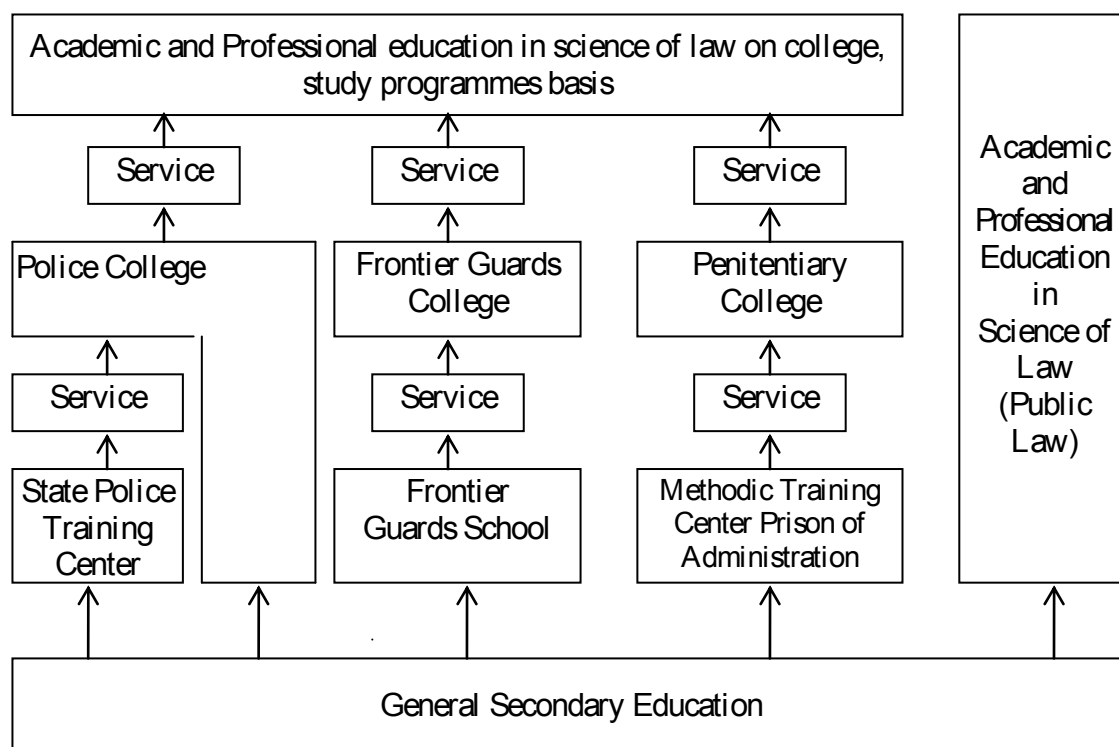 Academic and Professional education in science of law on college,
study programmes basis
Service
Service
Service
Police College
Frontier Guards
College
Penitentiary
College
Service
Service
Service
State Police
Training
Center
Frontier
Guards School
Methodic Training
Center Prison of
Administration
Academic
and
Professional
Education
in
Science of
Law
(Public
Law)
General Secondary Education